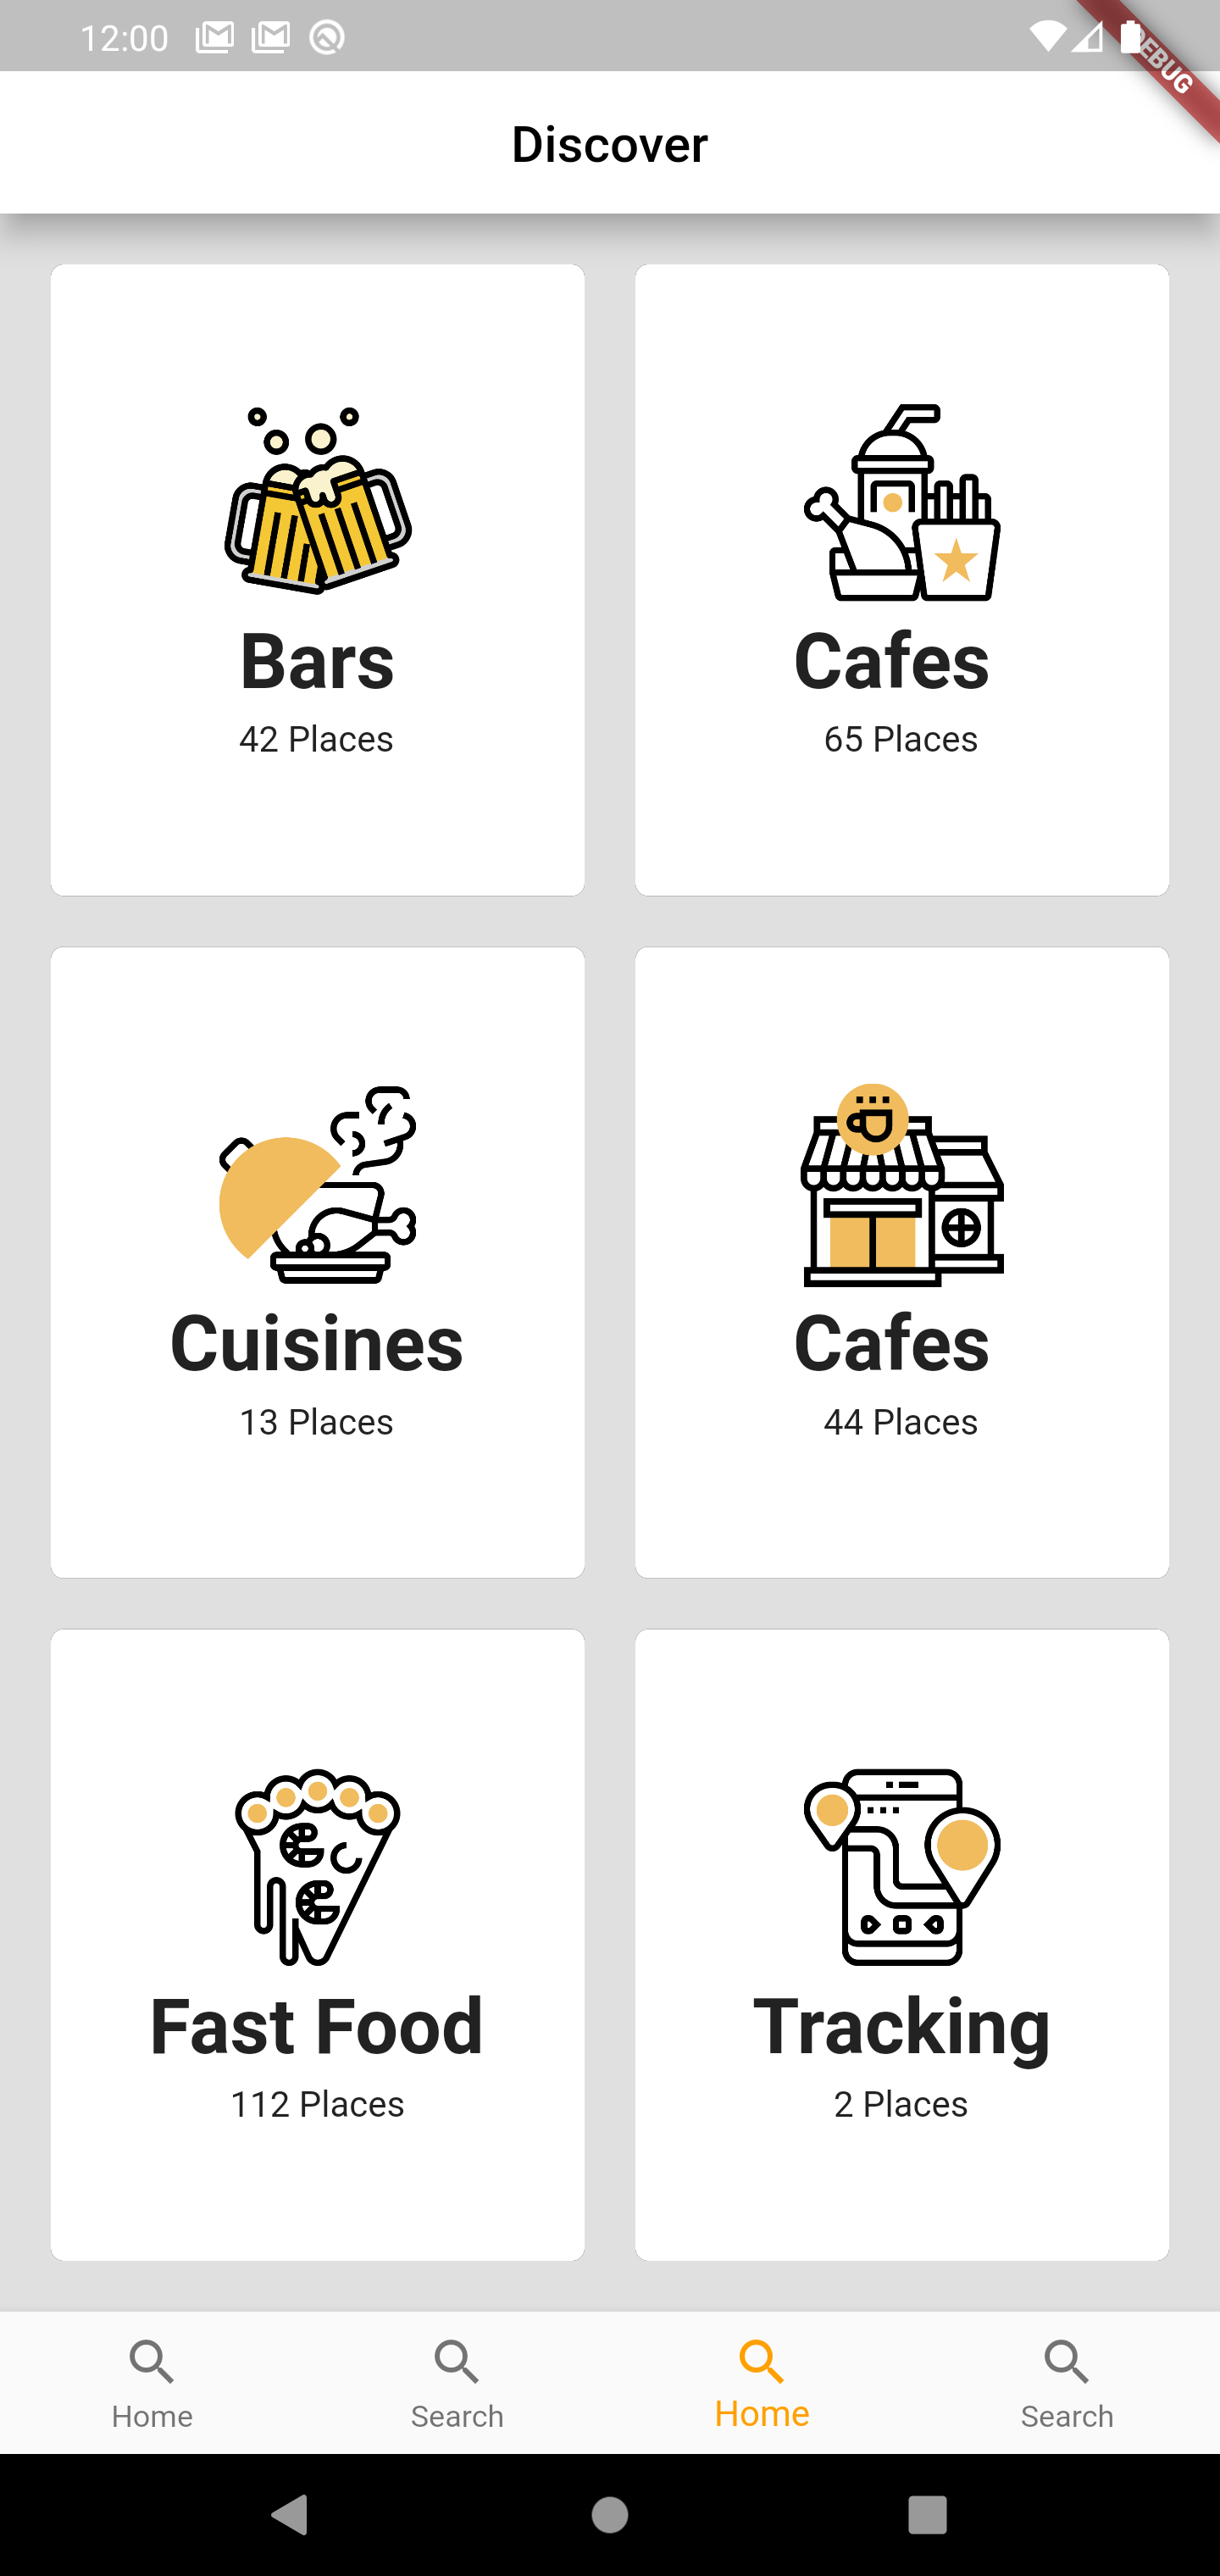 12:00
DEBUG
Discover
Bars
42 Places
Cafes
65 Places
Cuisines
13 Places
Cafes
44 Places
Fast Food
112 Places
Tracking
2 Places
Home
Search
Home
Search